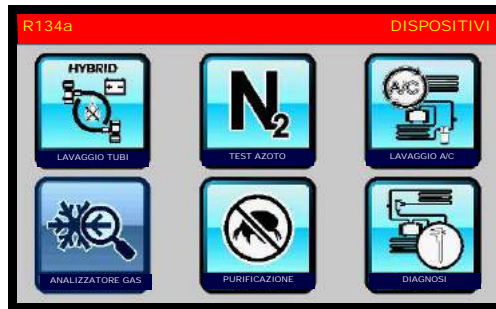 R134a DISPOSITIVI
HYBRID
LAVAGGIO TUBI
N2
TEST AZOTO
A/C
LAVAGGIO A/C
ANALIZZATORE GAS
PURIFICAZIONE
DIAGNOSI